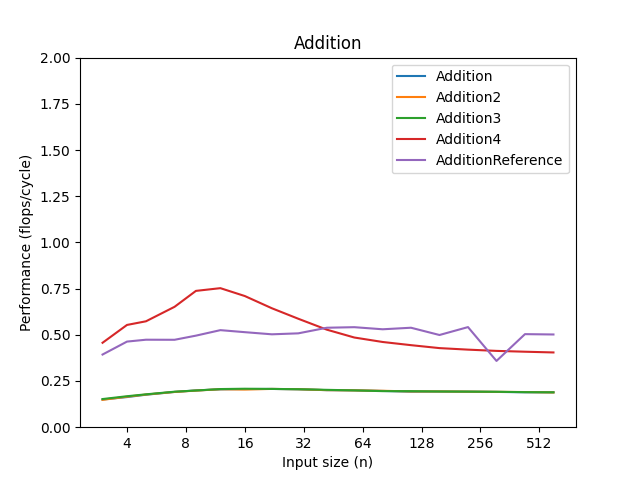 Addition
2.00
1.75
1.50
1.25
1.00
0.75
0.50
0.25
0.00
Performance (flops/cycle)
Addition
Addition2
Addition3
Addition4
AdditionReference
4 8 16 32 64 128 256 512
Input size (n)